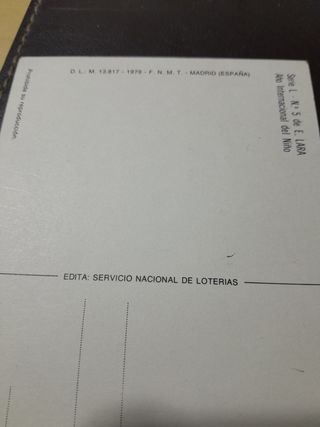 D. L.: M. 13.817 - 1979 - F. N. M. T. - MADRID (ESPAÑA)
Serie L - Nº 5 de E. LARA
Año Internacional del Niño
Prohibida su reproducción.
EDITA: SERVICIO NACIONAL DE LOTERIAS